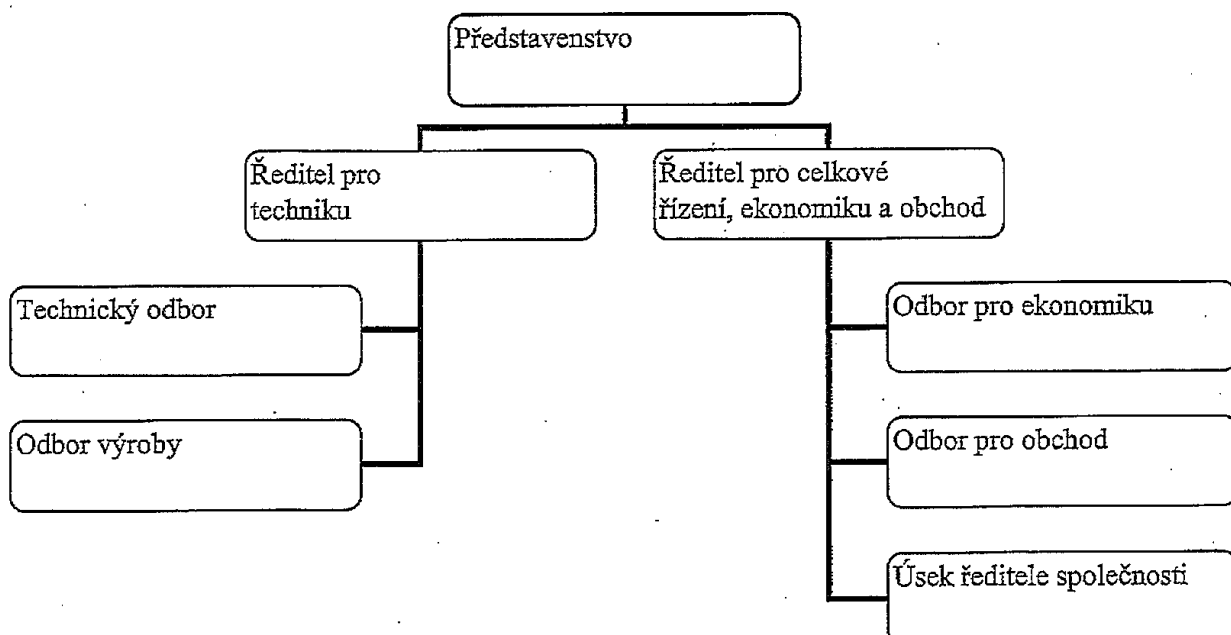 Představenstvo
Ředitel pro
techniku
Ředitel pro celkové
řízení, ekonomiku a obchod
Technický odbor
Odbor pro ekonomiku
Odbor výroby
Odbor pro obchod
Úsek ředitele společnosti